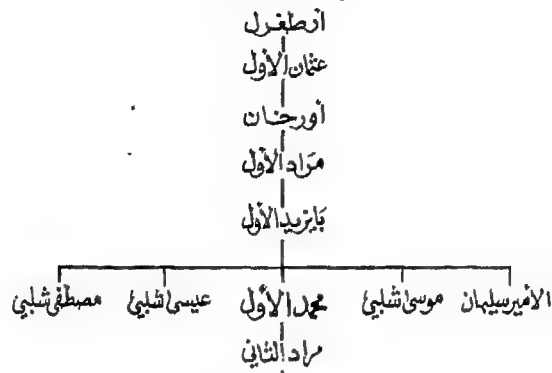 أرطغرل
عثمان الأول
أورخان
مراد الأول
بايزيد الأول
الأمير سليمان موسى شلبي محمد الأول عيسى شلبي مصطفى شلبي
مراد الثاني